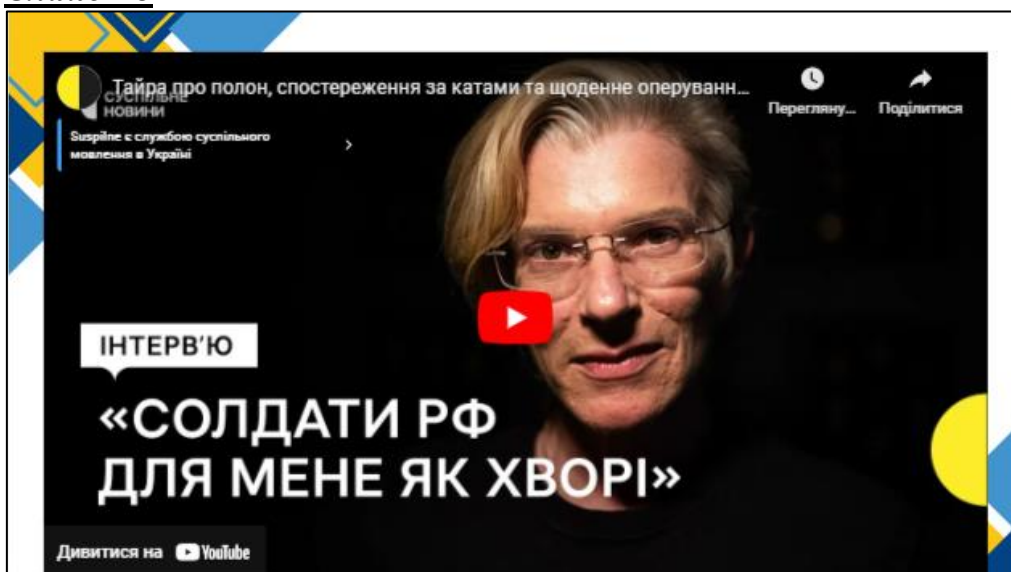 Тайра про полон, спостереження за катами та щоденне оперуванн...
СУСПІЛЬНЕ
НОВИНИ
Перегляну...
Поділитися
Suspilne є службою суспільного
мовлення в Україні
ІНТЕРВ'Ю
«СОЛДАТИ РФ
ДЛЯ МЕНЕ ЯК ХВОРІ»
Дивитися на YouTube